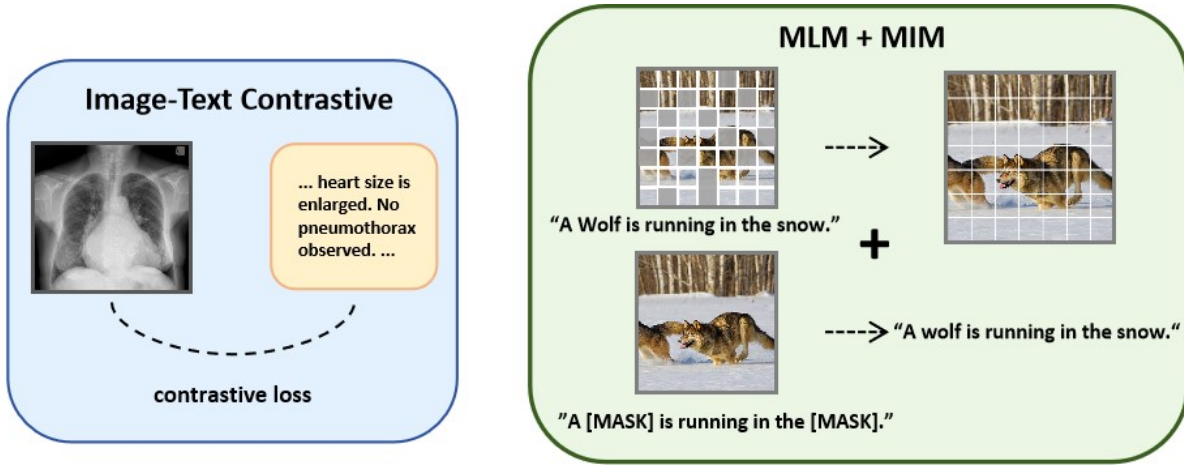 Image-Text Contrastive
... heart size is
enlarged. No
pneumothorax
observed. ...
contrastive loss
MLM + MIM
“A Wolf is running in the snow.”
+
“A wolf is running in the snow.“
”A [MASK] is running in the [MASK].”